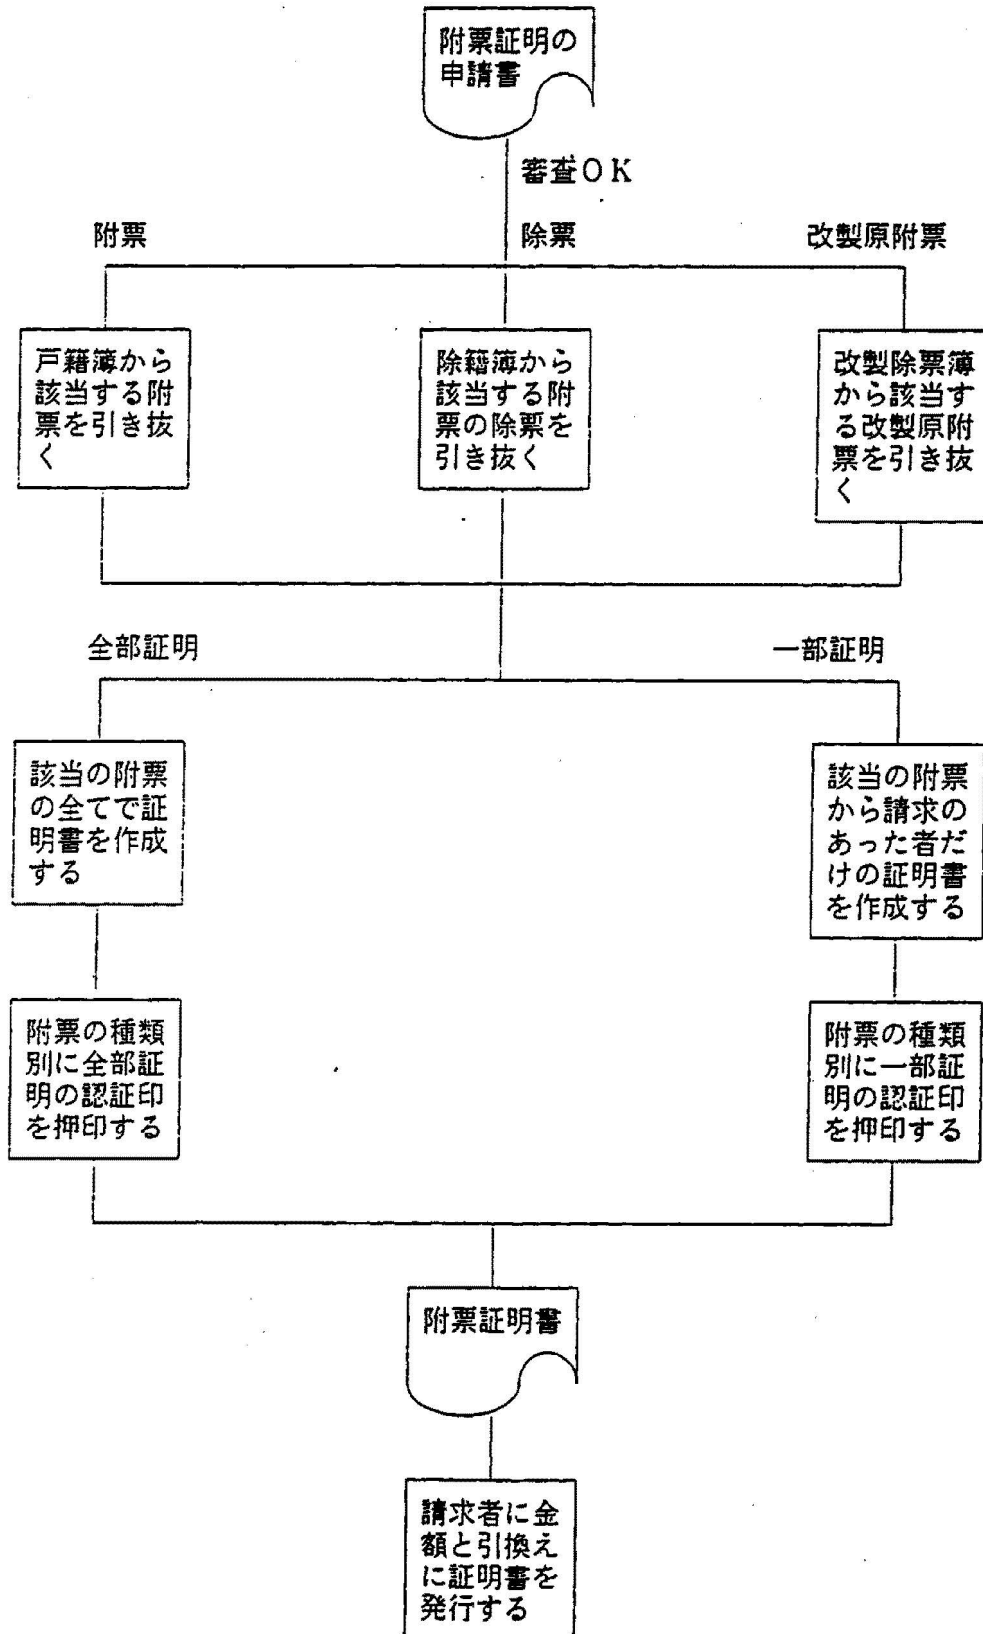 附票証明の
申請書
審査OK
附票
除票
改製原附票
戸籍簿から
該当する附
票を引き抜
く
除籍簿から
該当する附
票の除票を
引き抜く
改製除票簿
から該当す
る改製原附
票を引き抜
く
全部証明
一部証明
該当の附票
の全てで証
明書を作成
する
該当の附票
から請求の
あった者だ
けの証明書
を作成する
附票の種類
別に全部証
明の認証印
を押印する
附票の種類
別に一部証
明の認証印
を押印する
附票証明書
請求者に金
額と引換え
に証明書を
発行する